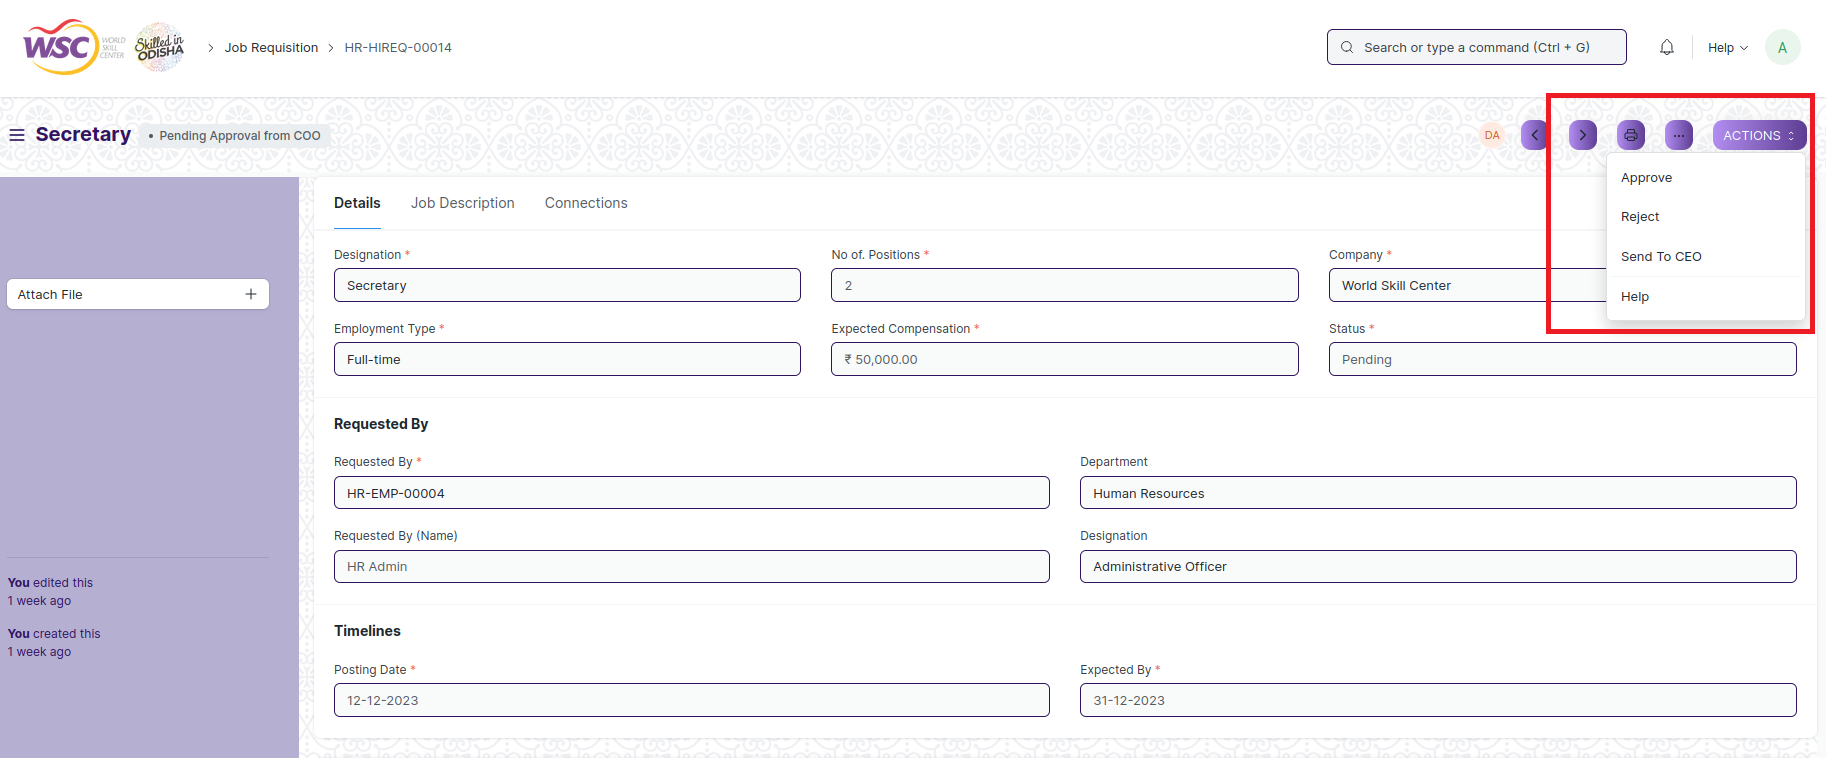 WSC WORLD SKILL CENTER
Skilled in ODISHA
Job Requisition
HR-HIREQ-00014
Search or type a command (Ctrl + G)
Help
A
Secretary
• Pending Approval from COO
DA
ACTIONS
Approve
Reject
Send To CEO
Help
Attach File
Details
Job Description
Connections
Designation *
No of. Positions *
Company *
Secretary
2
World Skill Center
Employment Type *
Expected Compensation *
Status *
Full-time
₹ 50,000.00
Pending
Requested By
Requested By *
Department
HR-EMP-00004
Human Resources
Requested By (Name)
Designation
HR Admin
Administrative Officer
You edited this
1 week ago
You created this
1 week ago
Timelines
Posting Date *
Expected By *
12-12-2023
31-12-2023